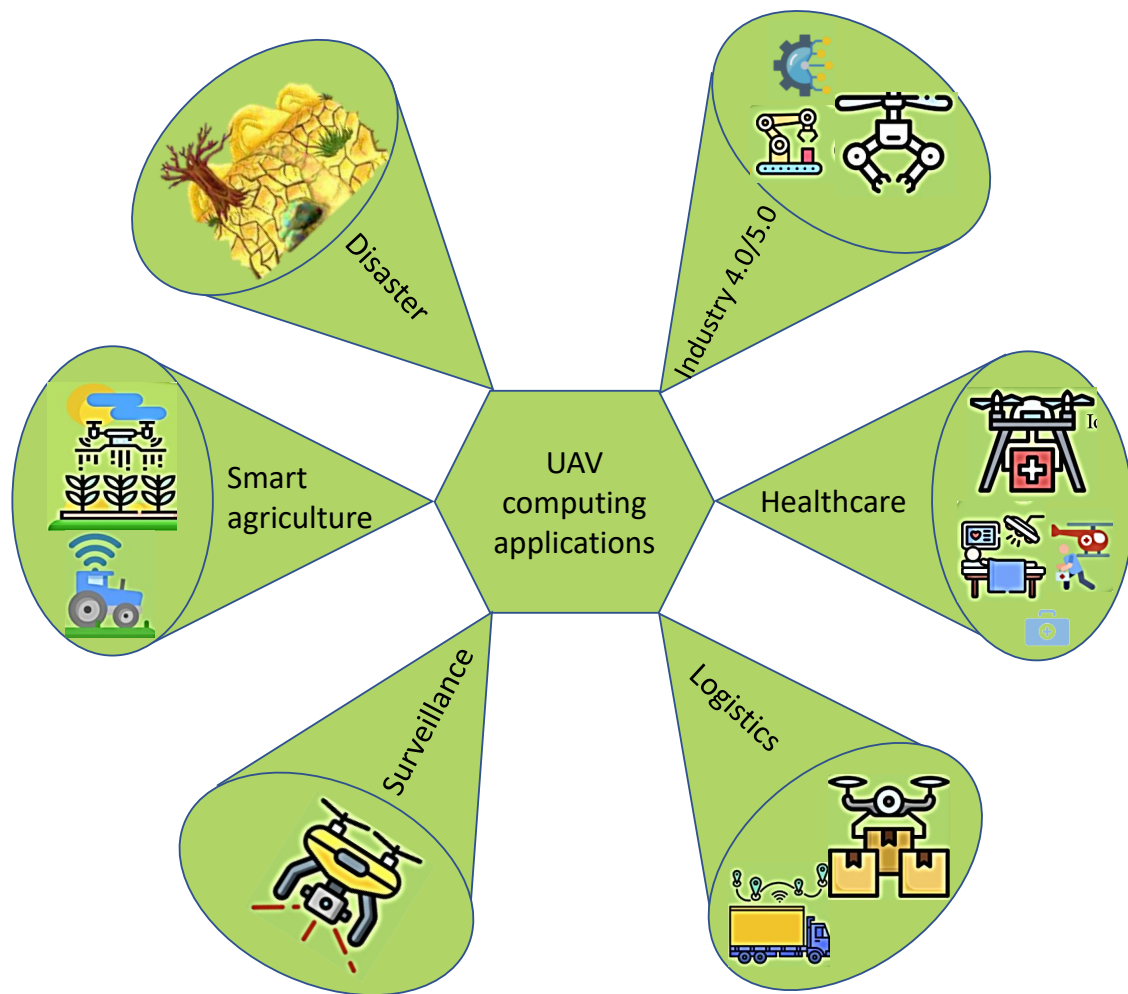 Disaster
Industry 4.0/5.0
Smart
agriculture
UAV
computing
applications
Healthcare
Surveillance
Logistics